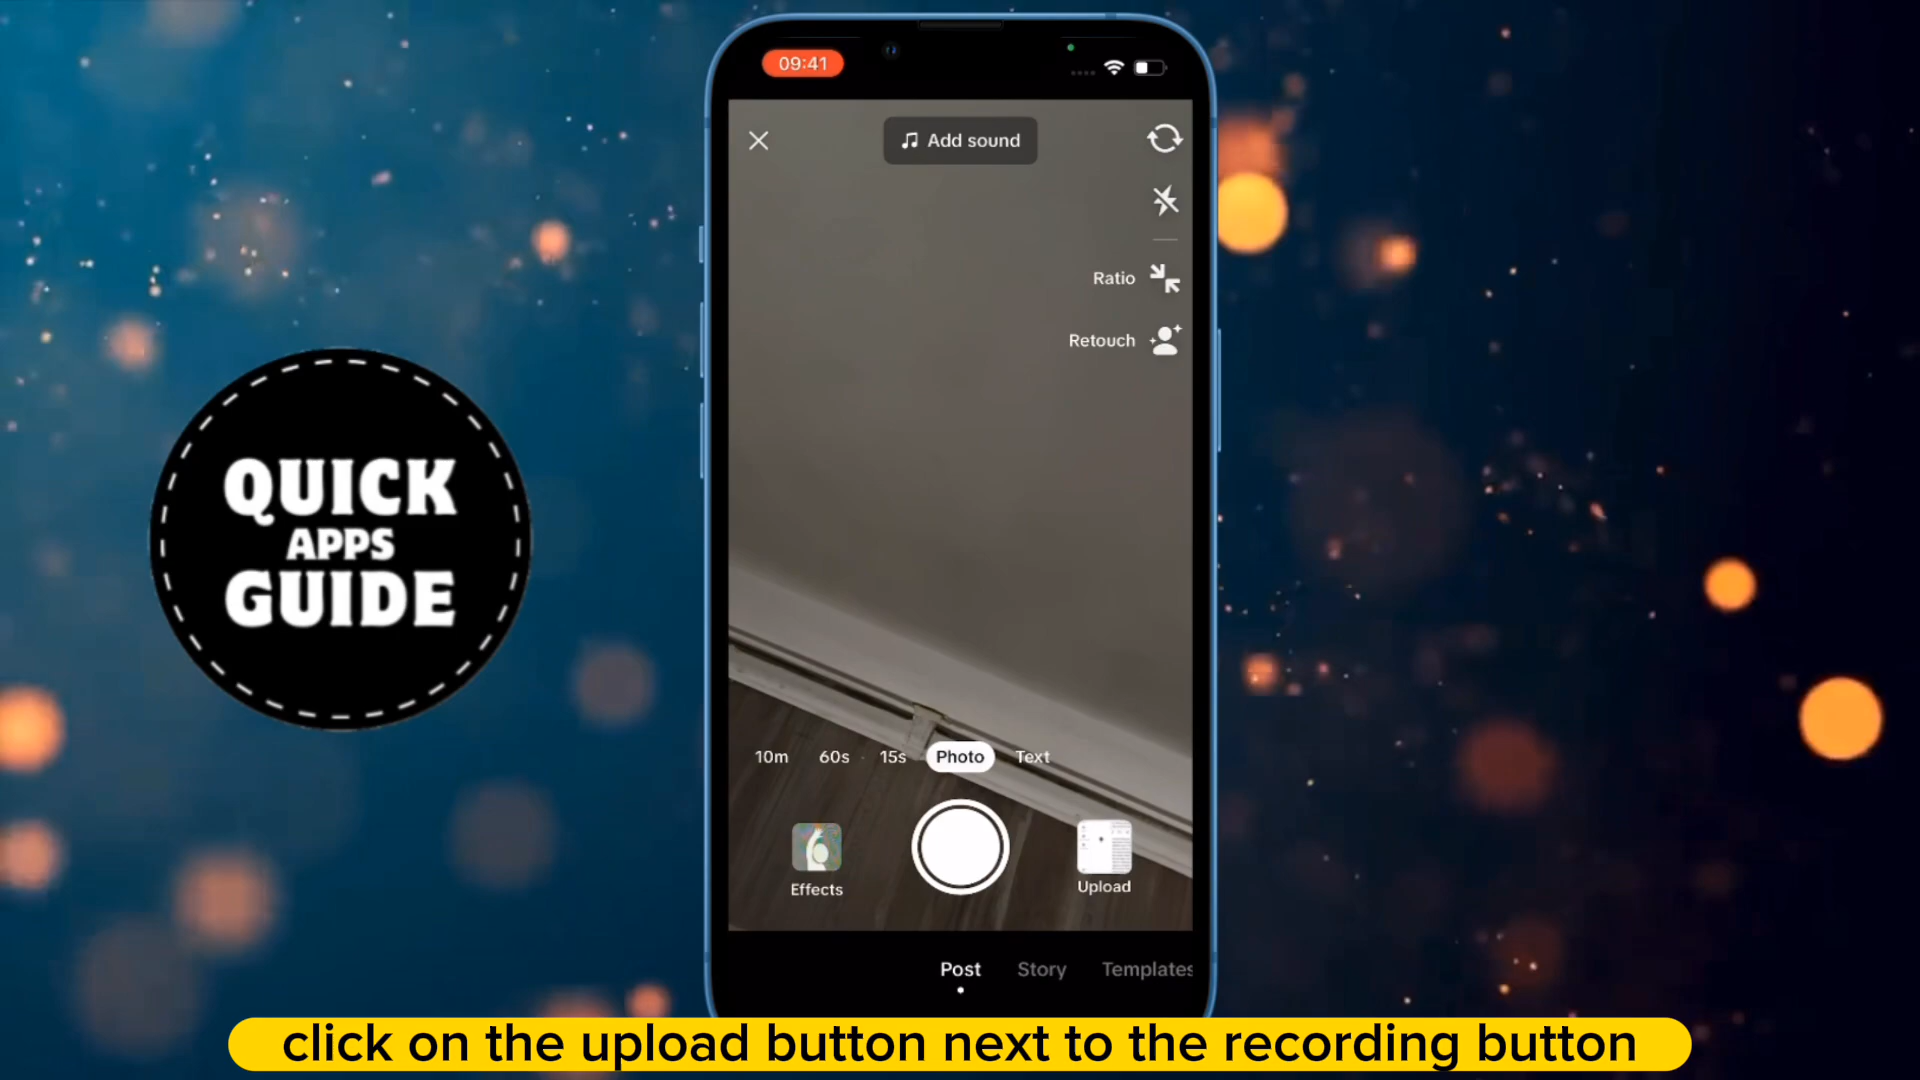 09:41
Add sound
Ratio
Retouch
QUICK
APPS
GUIDE
10m 60s 15s Photo Text
Effects
Upload
Post Story Templates
click on the upload button next to the recording button